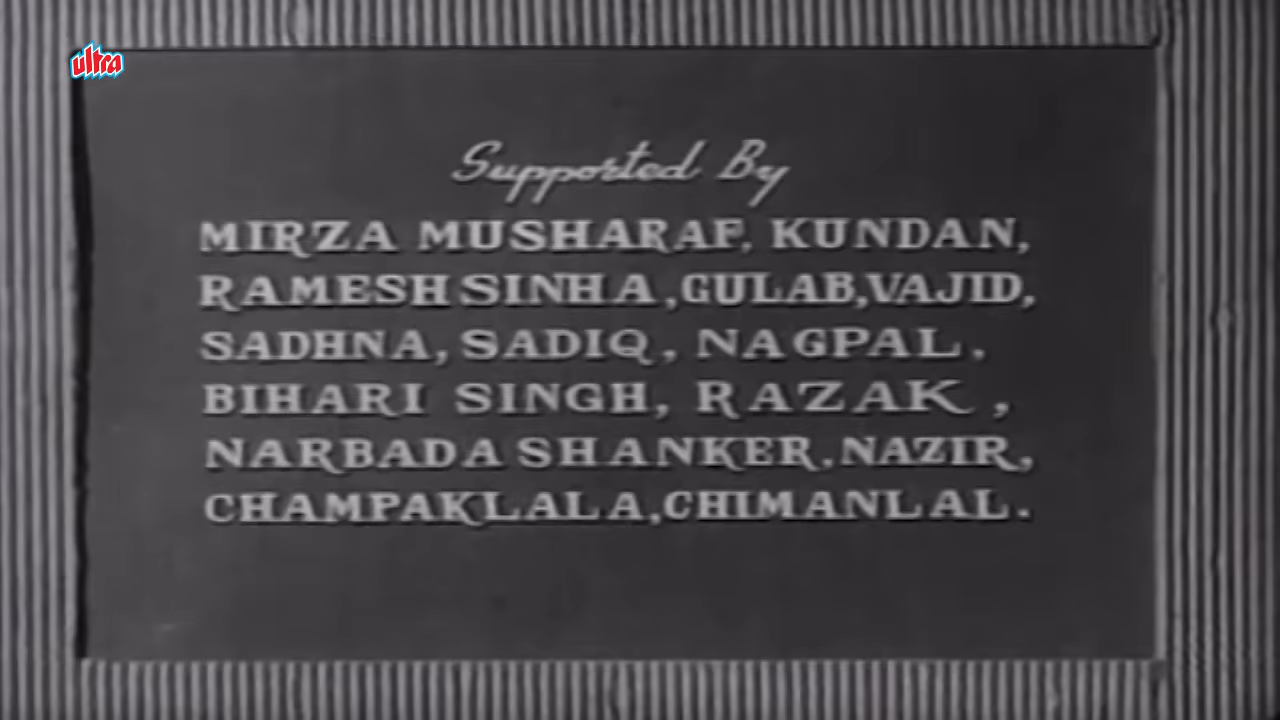 ultra
Supported By
MIRZA MUSHARAF, KUNDAN,
RAMESH SINHA, GULAB, VAJID,
SADHNA, SADIQ, NAGPAL,
BIHARI SINGH, RAZAK,
NARBADA SHANKER, NAZIR,
CHAMPAKLALA, CHIMANLAL.